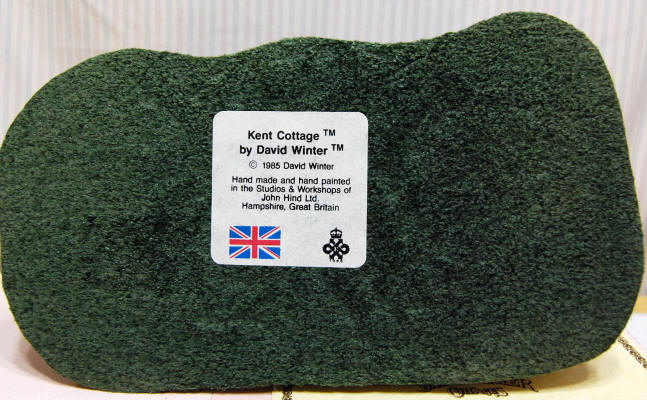 Kent Cottage ™
by David Winter ™
© 1985 David Winter
Hand made and hand painted
in the Studios & Workshops of
John Hind Ltd.
Hampshire, Great Britain